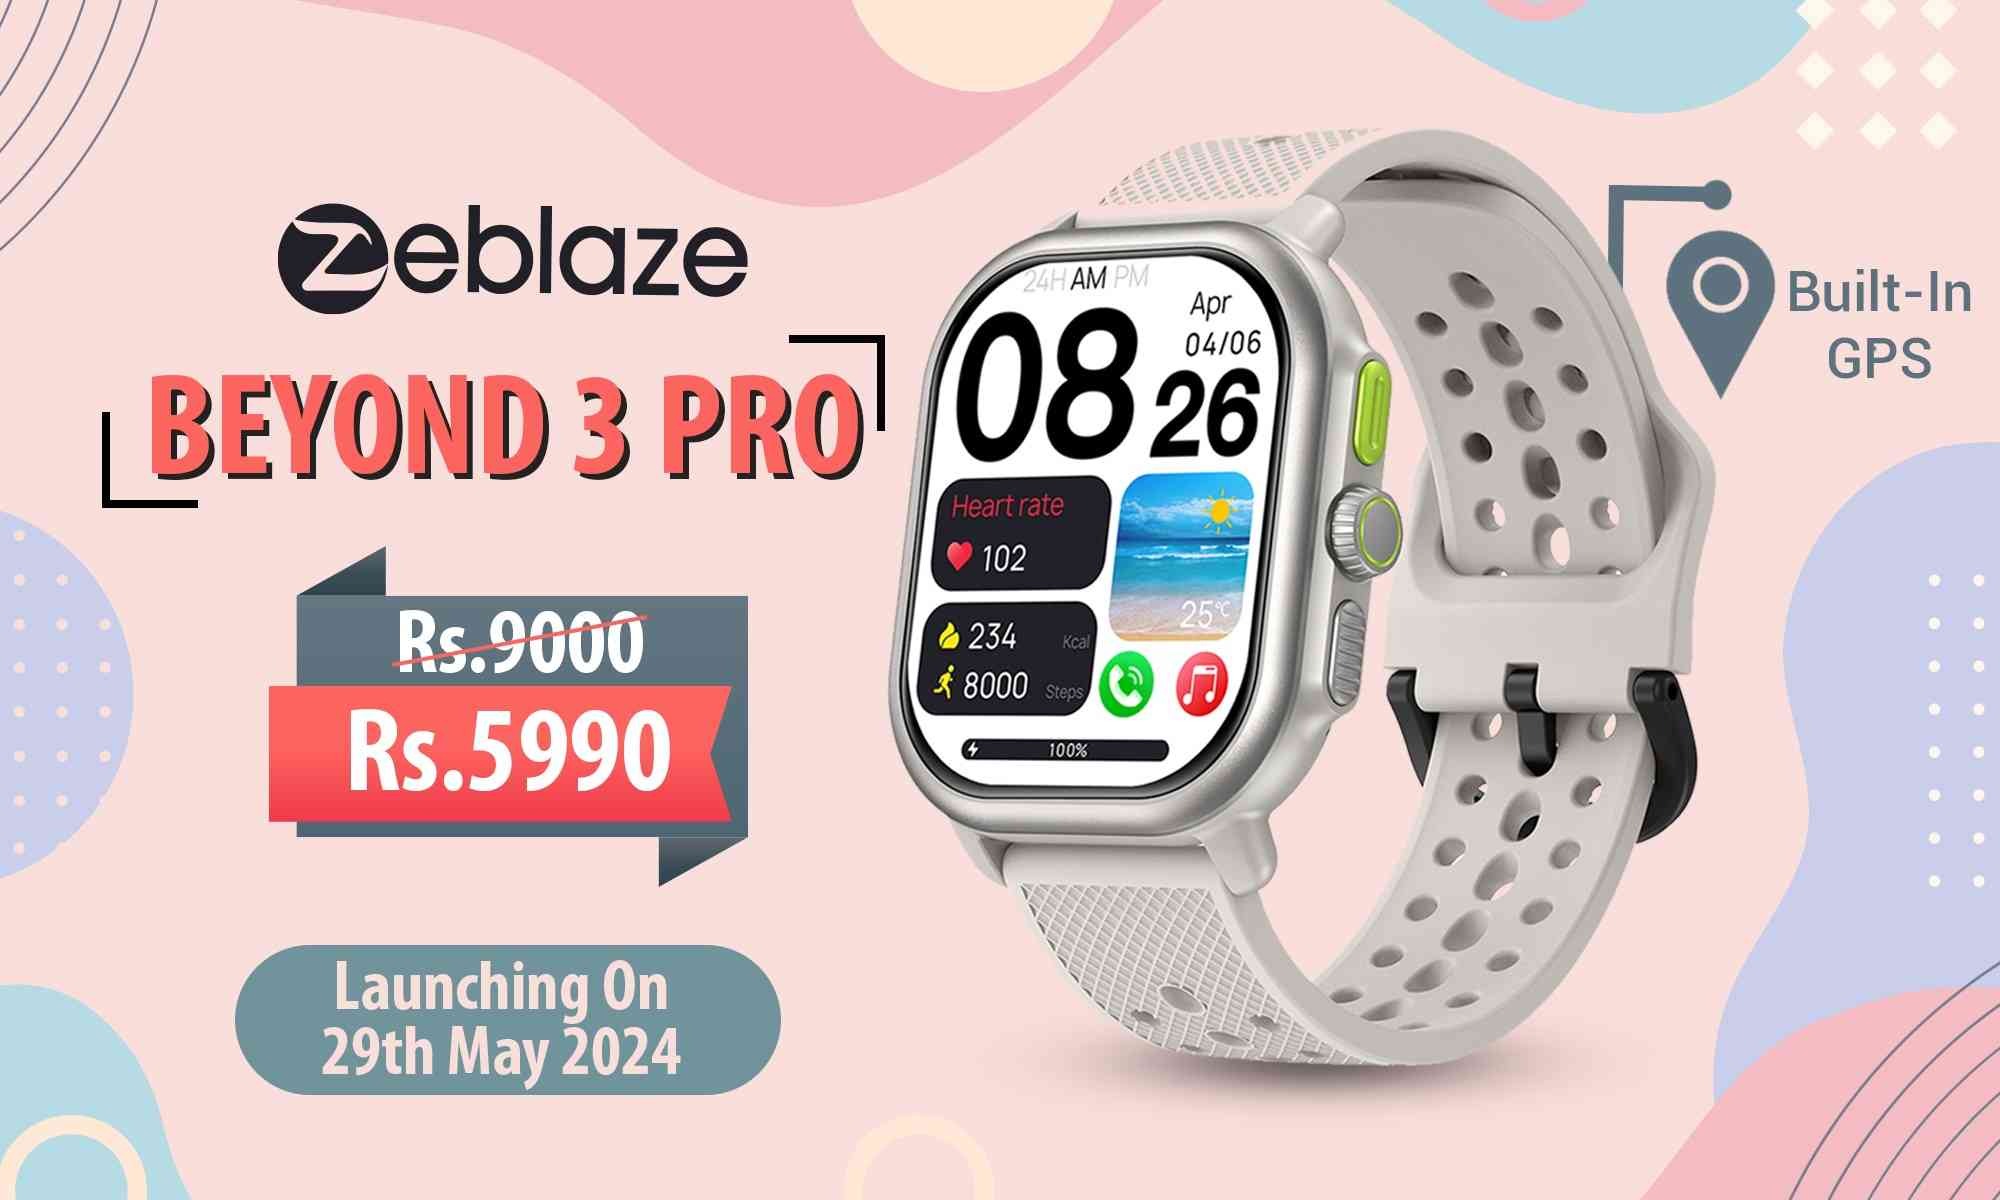 zeblaze
BEYOND 3 PRO
Rs.9000
Rs.5990
Launching On
29th May 2024
24H AM PM
Apr
04/06
08
26
Heart rate
102
25°C
234 Kcal
8000 Steps
100%
Built-In
GPS